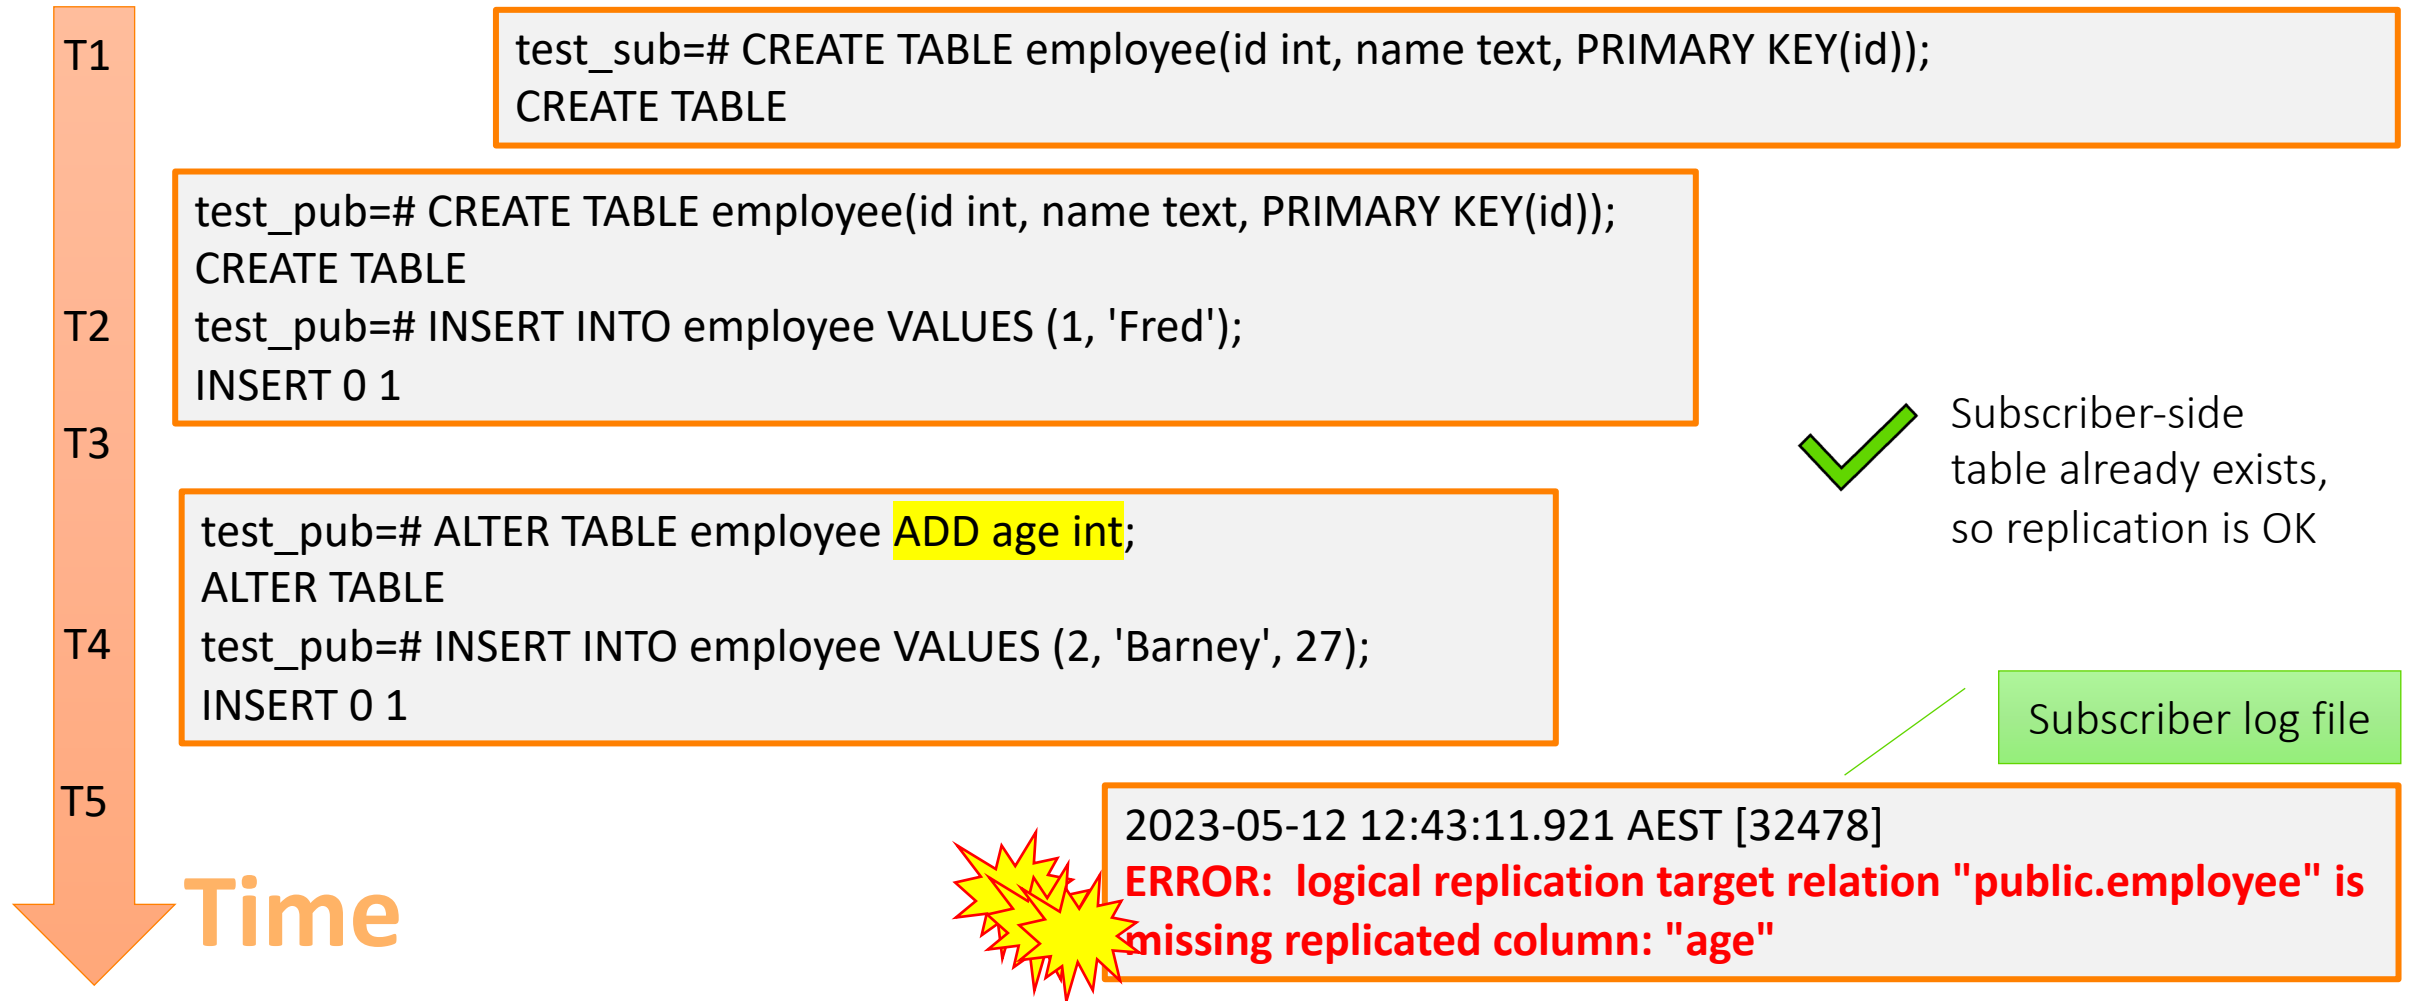 T1
test_sub=# CREATE TABLE employee(id int, name text, PRIMARY KEY(id));
CREATE TABLE
test_pub=# CREATE TABLE employee(id int, name text, PRIMARY KEY(id));
CREATE TABLE
T2
test_pub=# INSERT INTO employee VALUES (1, 'Fred');
INSERT 0 1
T3
Subscriber-side
table already exists,
so replication is OK
test_pub=# ALTER TABLE employee ADD age int;
ALTER TABLE
T4
test_pub=# INSERT INTO employee VALUES (2, 'Barney', 27);
INSERT 0 1
Subscriber log file
T5
2023-05-12 12:43:11.921 AEST [32478]
ERROR:  logical replication target relation "public.employee" is
missing replicated column: "age"
Time